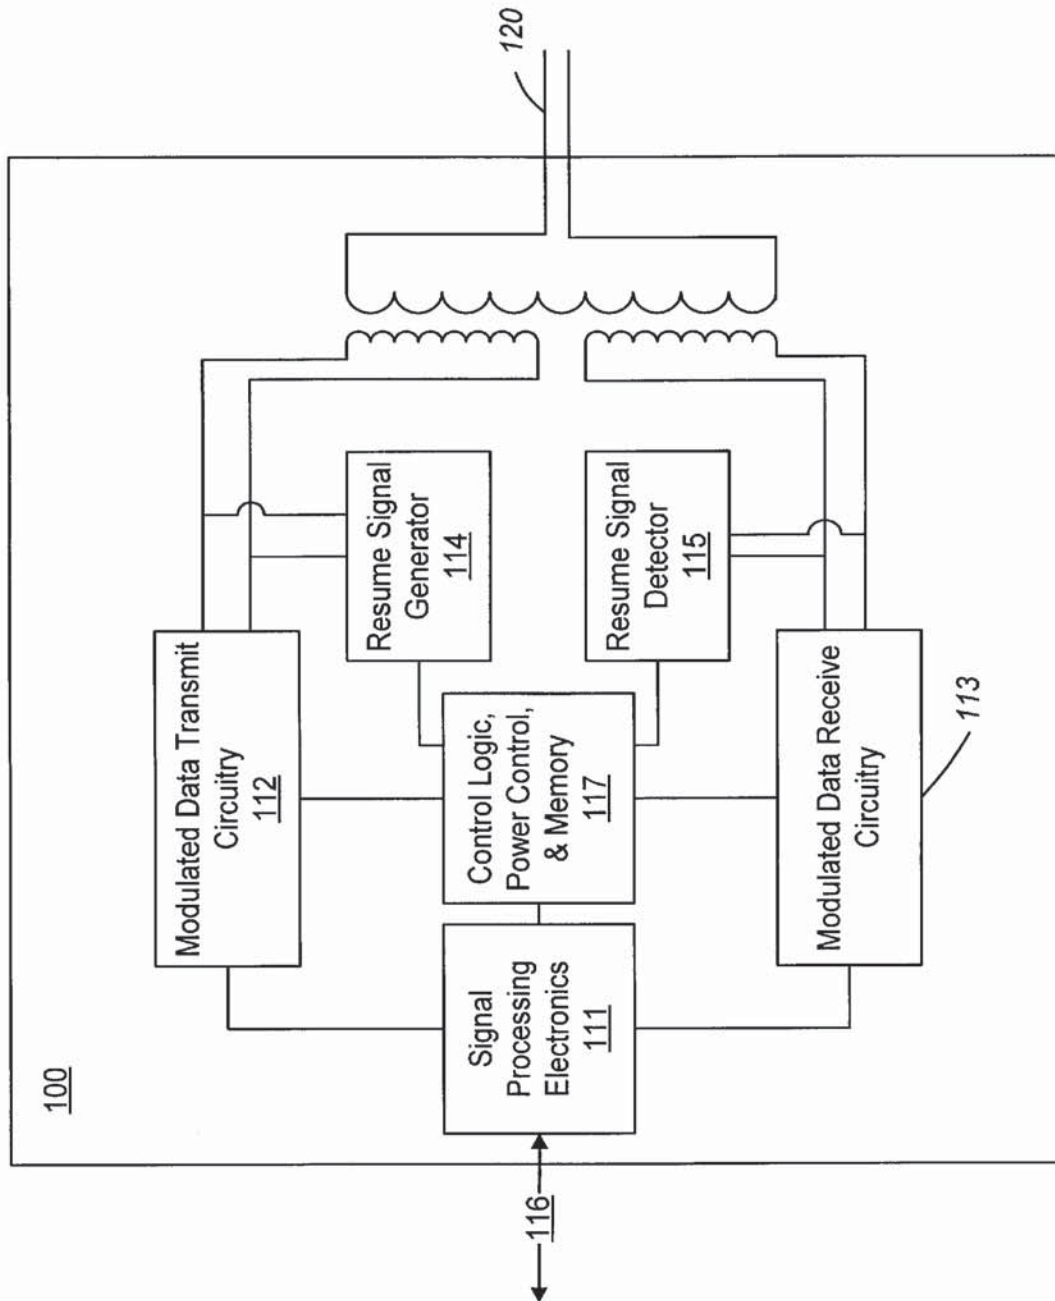 100
120
Modulated Data Transmit
Circuitry
112
Resume Signal
Generator
114
Signal
Processing
Electronics
111
Control Logic,
Power Control,
& Memory
117
116
Resume Signal
Detector
115
Modulated Data Receive
Circuitry
113